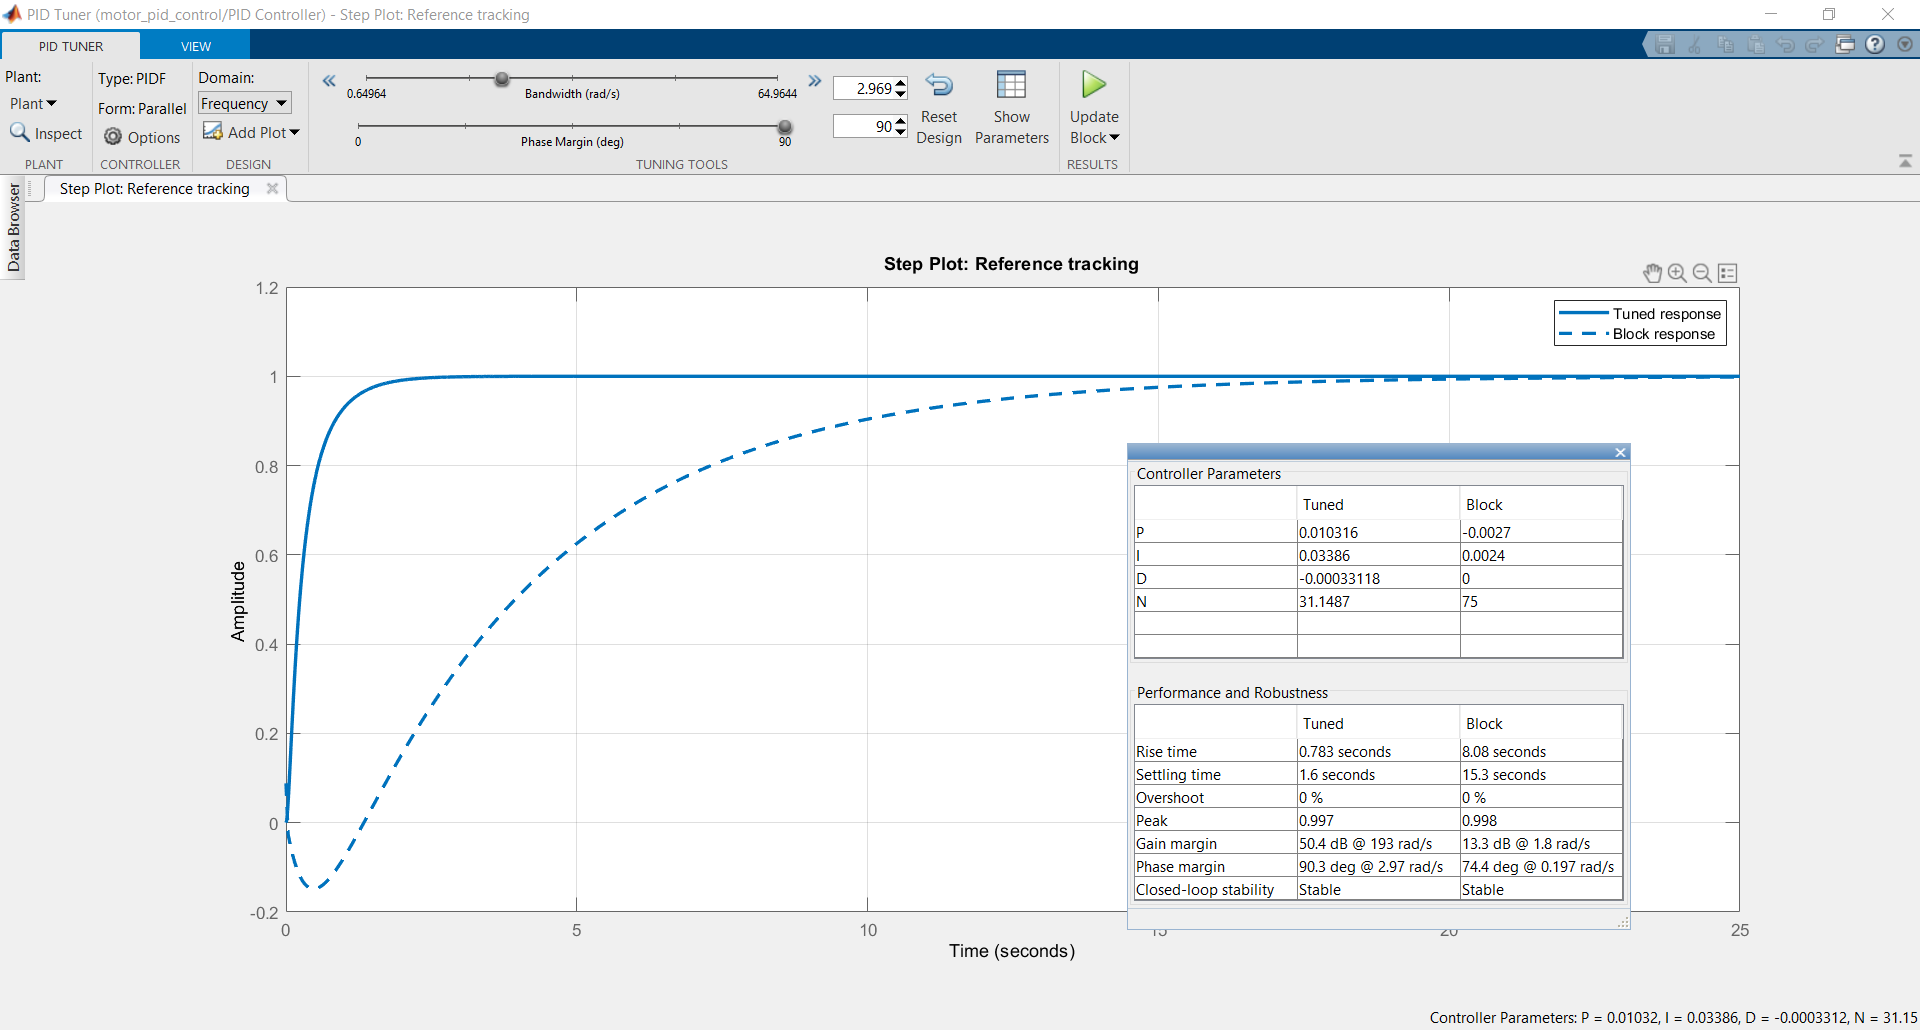 PID Tuner (motor_pid_control/PID Controller) - Step Plot: Reference tracking
PID TUNER VIEW
Plant:
Plant
Inspect
PLANT
Type: PIDF
Form: Parallel
Options
CONTROLLER
Domain:
Frequency
Add Plot
DESIGN
0.64964 Bandwidth (rad/s) 64.9644
2.969
0 Phase Margin (deg) 90
90
Reset
Design
Show
Parameters
TUNING TOOLS
Update
Block
RESULTS
Data Browser
Step Plot: Reference tracking
Step Plot: Reference tracking
Tuned response
Block response
1.2
1
0.8
0.6
0.4
0.2
0
-0.2
Amplitude
0 5 10 15 20 25
Time (seconds)
Controller Parameters
Tuned Block
P 0.010316 -0.0027
I 0.03386 0.0024
D -0.00033118 0
N 31.1487 75
Performance and Robustness
Tuned Block
Rise time 0.783 seconds 8.08 seconds
Settling time 1.6 seconds 15.3 seconds
Overshoot 0 % 0 %
Peak 0.997 0.998
Gain margin 50.4 dB @ 193 rad/s 13.3 dB @ 1.8 rad/s
Phase margin 90.3 deg @ 2.97 rad/s 74.4 deg @ 0.197 rad/s
Closed-loop stability Stable Stable
Controller Parameters: P = 0.01032, I = 0.03386, D = -0.0003312, N = 31.15